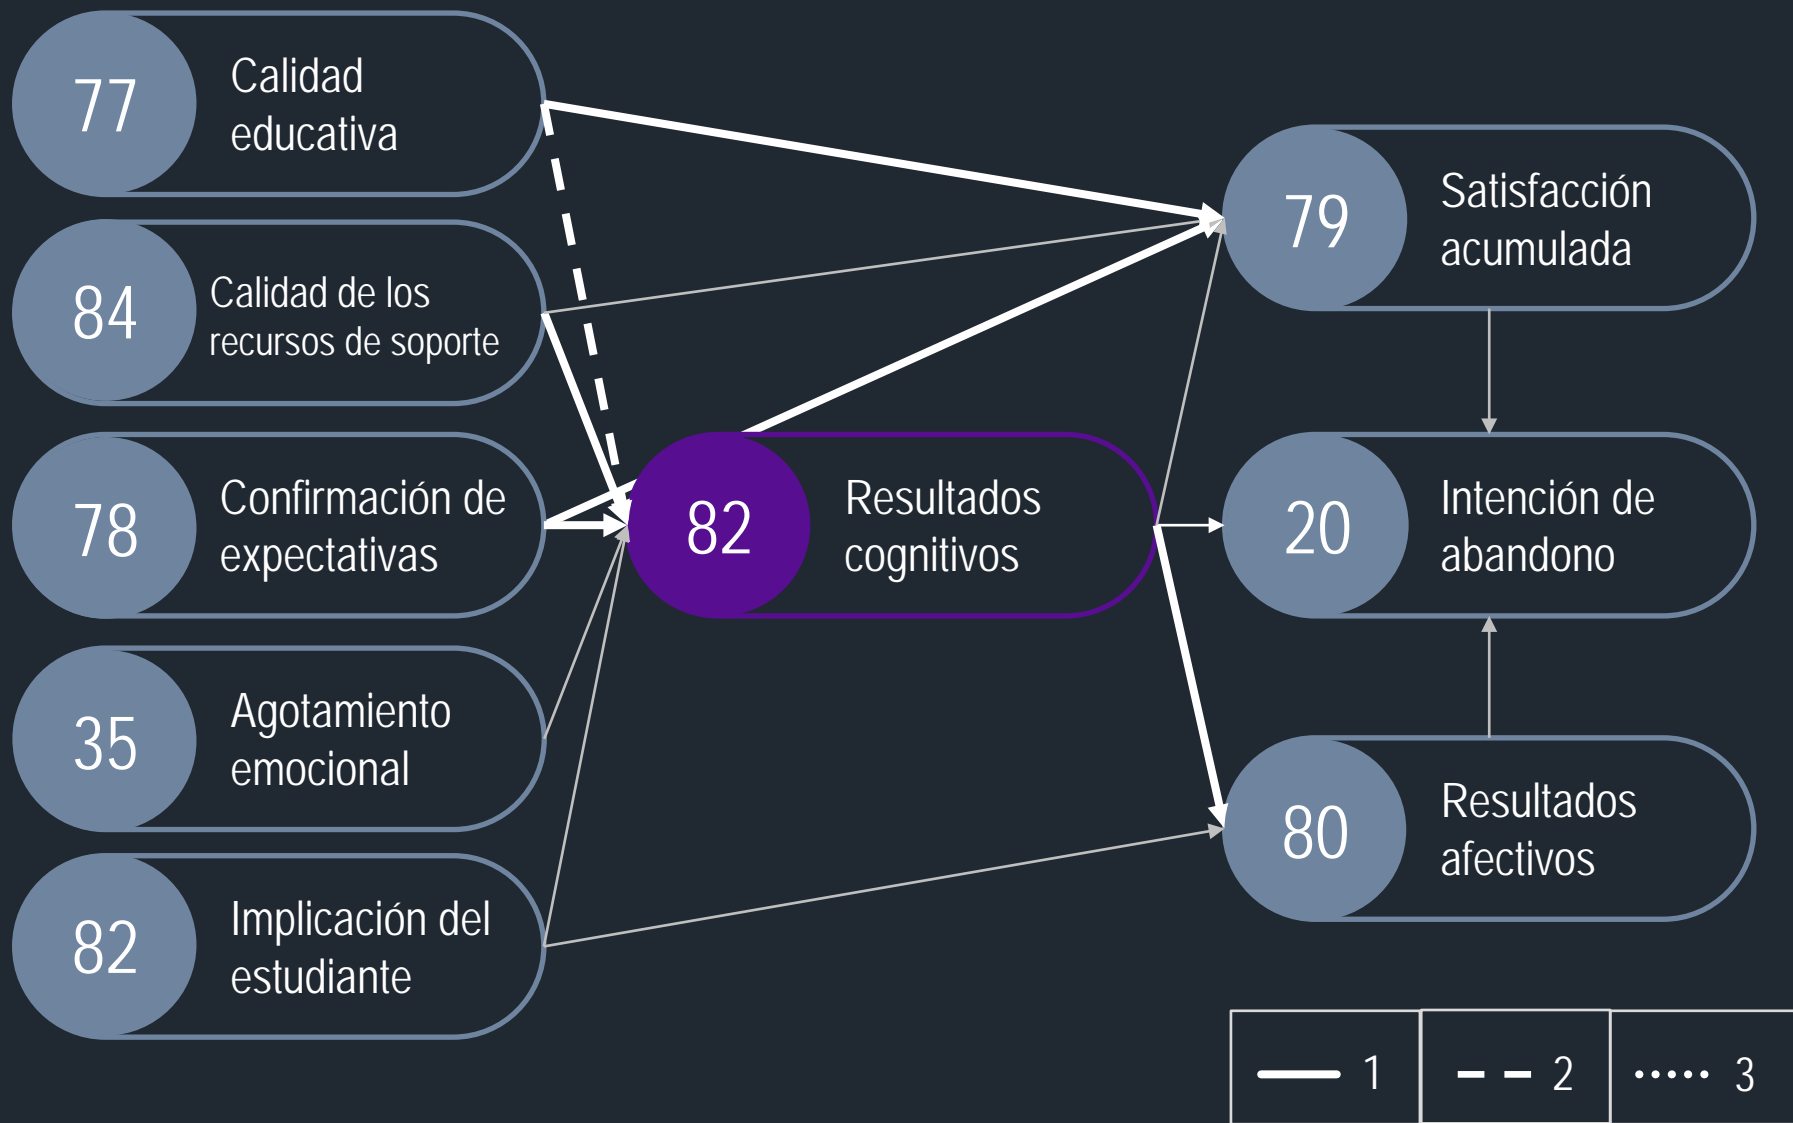 77
Calidad
educativa
84
Calidad de los
recursos de soporte
78
Confirmación de
expectativas
35
Agotamiento
emocional
82
Implicación del
estudiante
82
Resultados
cognitivos
79
Satisfacción
acumulada
20
Intención de
abandono
80
Resultados
afectivos
1
2
3